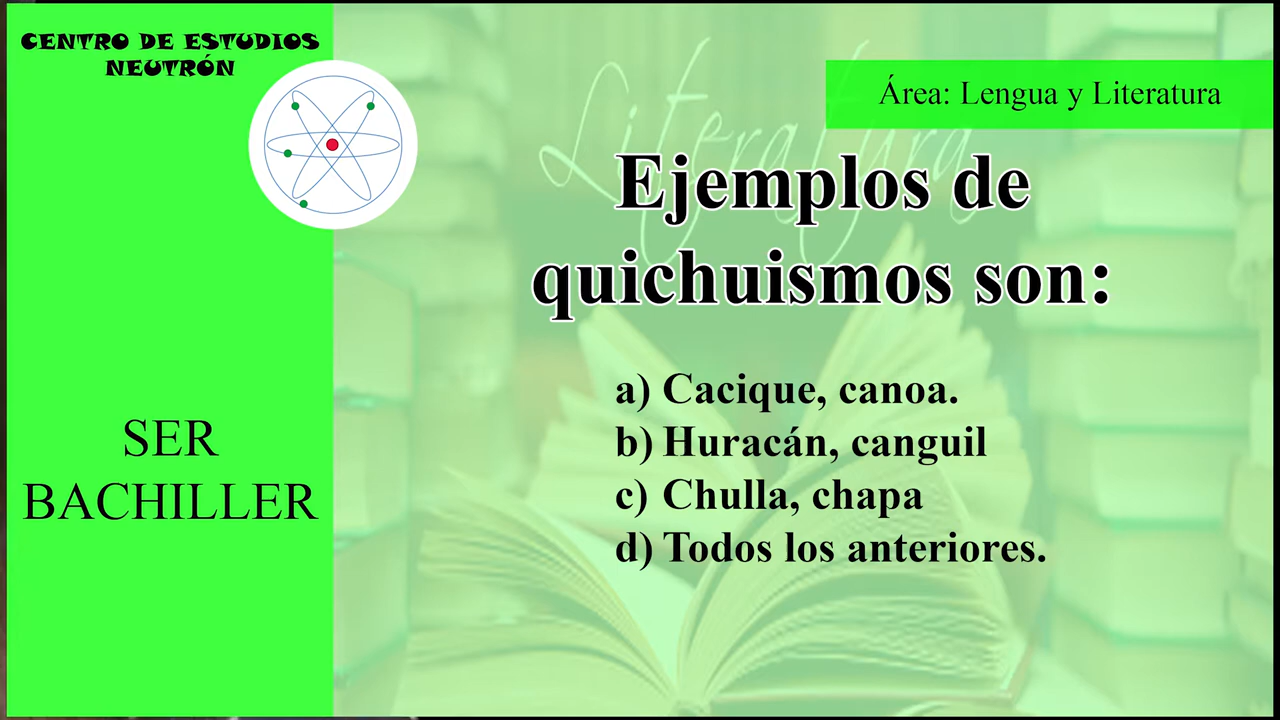 CENTRO DE ESTUDIOS
NEUTRÓN
Área: Lengua y Literatura
Literatura
Ejemplos de
quichuismos son:
a) Cacique, canoa.
b) Huracán, canguil
c) Chulla, chapa
d) Todos los anteriores.
SER
BACHILLER